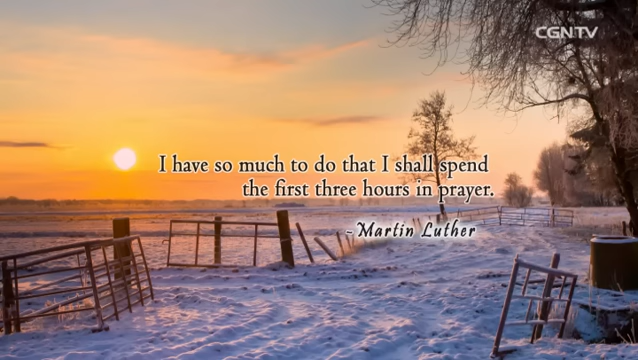 CGNTV
I have so much to do that I shall spend
the first three hours in prayer.
~Martin Luther